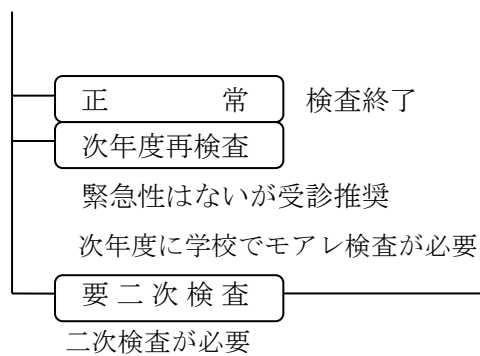 正　　　　常　検査終了
次年度再検査
緊急性はないが受診推奨
次年度に学校でモアレ検査が必要
要 二 次 検 査
二次検査が必要